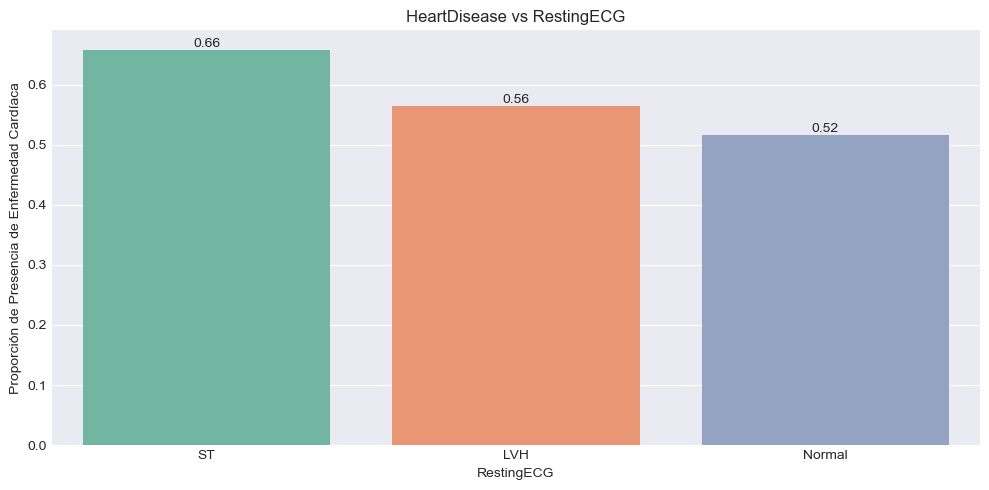 HeartDisease vs RestingECG
0.66
0.56
0.52
Proporción de Presencia de Enfermedad Cardíaca
0.6
0.5
0.4
0.3
0.2
0.1
0.0
ST
LVH
Normal
RestingECG